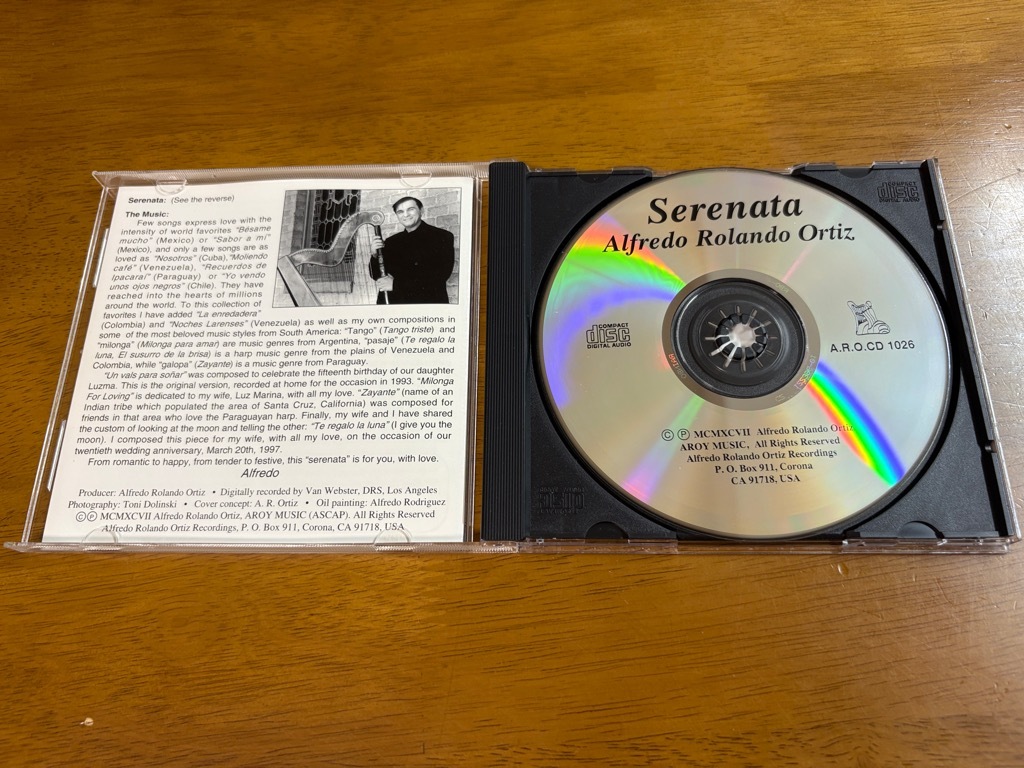 Serenata: (See the reverse)
The Music:
Few songs express love with the
intensity of world favorites "Bésame
mucho" (Mexico) or "Sabor a mí"
(Mexico), and only a few songs are as
loved as "Nosotros" (Cuba), "Moliendo
café" (Venezuela), "Recuerdos de
Ipacaraí" (Paraguay) or "Yo vendo
unos ojos negros" (Chile). They have
reached into the hearts of millions
around the world. To this collection of
favorites I have added "La enredadera"
(Colombia) and "Noches Larenses" (Venezuela) as well as my own compositions in
some of the most beloved music styles from South America: "Tango" (Tango triste) and
"milonga" (Milonga para amar) are music genres from Argentina, "pasaje" (Te regalo la
luna, El susurro de la brisa) is a harp music genre from the plains of Venezuela and
Colombia, while "galopa" (Zayante) is a music genre from Paraguay.
"Un vals para soñar" was composed to celebrate the fifteenth birthday of our daughter
Luzma. This is the original version, recorded at home for the occasion in 1993. "Milonga
For Loving" is dedicated to my wife, Luz Marina, with all my love. "Zayante" (name of an
Indian tribe which populated the area of Santa Cruz, California) was composed for
friends in that area who love the Paraguayan harp. Finally, my wife and I have shared
the custom of looking at the moon and telling the other: "Te regalo la luna" (I give you the
moon). I composed this piece for my wife, with all my love, on the occasion of our
twentieth wedding anniversary, March 20th, 1997.
From romantic to happy, from tender to festive, this "serenata" is for you, with love.
Alfredo
Producer: Alfredo Rolando Ortiz • Digitally recorded by Van Webster, DRS, Los Angeles
Photography: Toni Dolinski • Cover concept: A. R. Ortiz • Oil painting: Alfredo Rodriguez
© ℗ MCMXCVII Alfredo Rolando Ortiz, AROY MUSIC (ASCAP). All Rights Reserved
Alfredo Rolando Ortiz Recordings, P. O. Box 911, Corona, CA 91718, USA
Serenata
Alfredo Rolando Ortiz
COMPACT
disc
DIGITAL AUDIO
A.R.O.CD 1026
© ℗ MCMXCVII Alfredo Rolando Ortiz
AROY MUSIC, All Rights Reserved
Alfredo Rolando Ortiz Recordings
P. O. Box 911, Corona
CA 91718, USA
COMPACT
disc
DIGITAL AUDIO